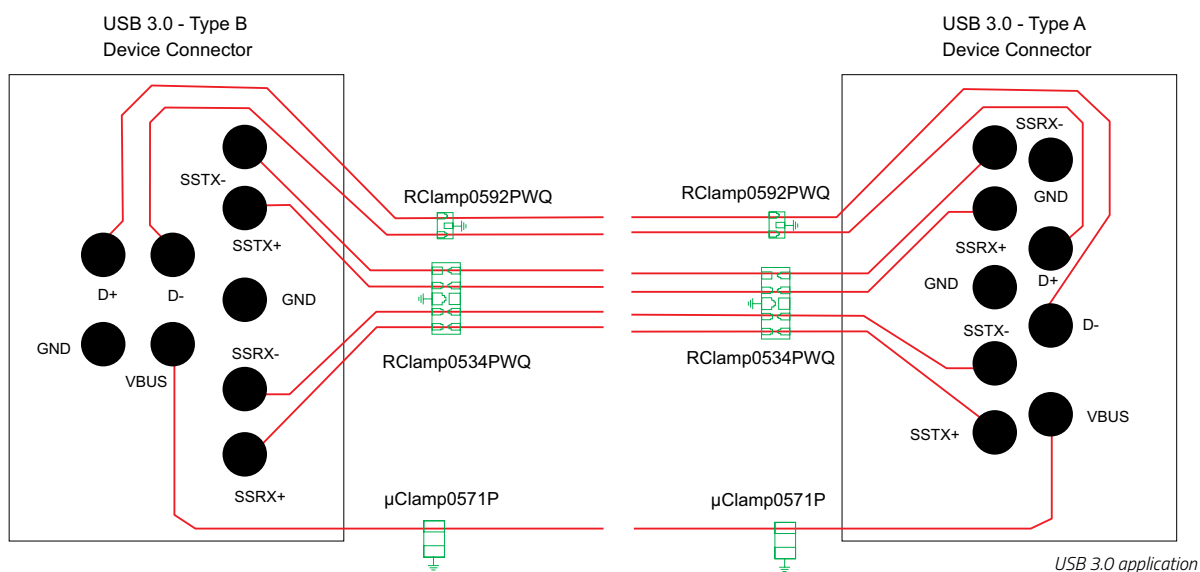 USB 3.0 - Type B
Device Connector
SSTX-
SSTX+
D+
D-
GND
GND
SSRX-
VBUS
SSRX+
RClamp0592PWQ
RClamp0534PWQ
µClamp0571P
USB 3.0 - Type A
Device Connector
RClamp0592PWQ
RClamp0534PWQ
µClamp0571P
SSRX-
GND
SSRX+
D+
GND
SSTX-
D-
VBUS
SSTX+
USB 3.0 application